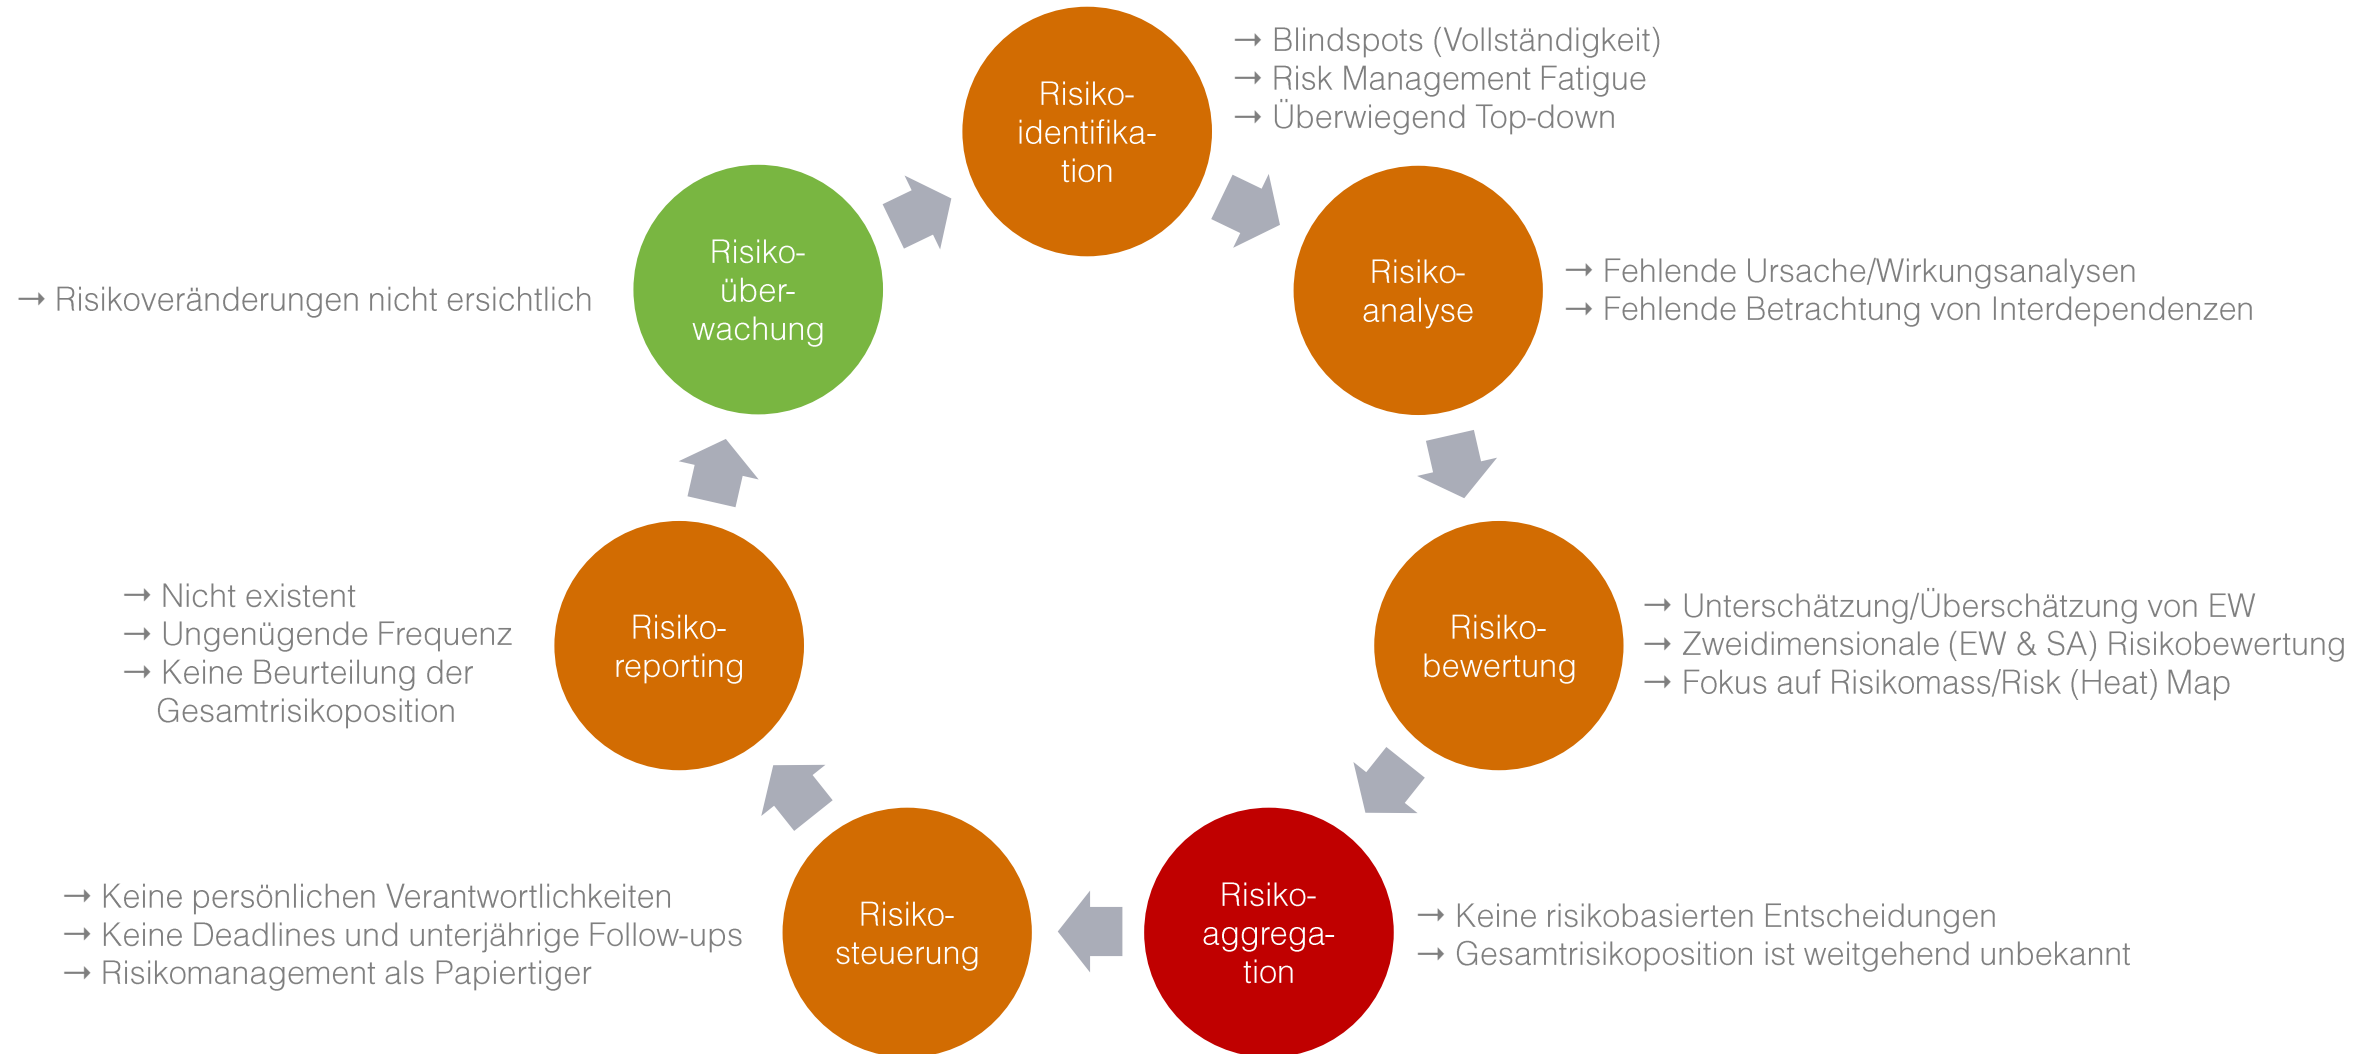 Risiko-
identifika-
tion
→ Blindspots (Vollständigkeit)
→ Risk Management Fatigue
→ Überwiegend Top-down
Risiko-
analyse
→ Fehlende Ursache/Wirkungsanalysen
→ Fehlende Betrachtung von Interdependenzen
Risiko-
bewertung
→ Unterschätzung/Überschätzung von EW
→ Zweidimensionale (EW & SA) Risikobewertung
→ Fokus auf Risikomass/Risk (Heat) Map
Risiko-
aggrega-
tion
→ Keine risikobasierten Entscheidungen
→ Gesamtrisikoposition ist weitgehend unbekannt
Risiko-
steuerung
→ Keine persönlichen Verantwortlichkeiten
→ Keine Deadlines und unterjährige Follow-ups
→ Risikomanagement als Papiertiger
Risiko-
reporting
→ Nicht existent
→ Ungenügende Frequenz
→ Keine Beurteilung der
Gesamtrisikoposition
Risiko-
über-
wachung
→ Risikoveränderungen nicht ersichtlich